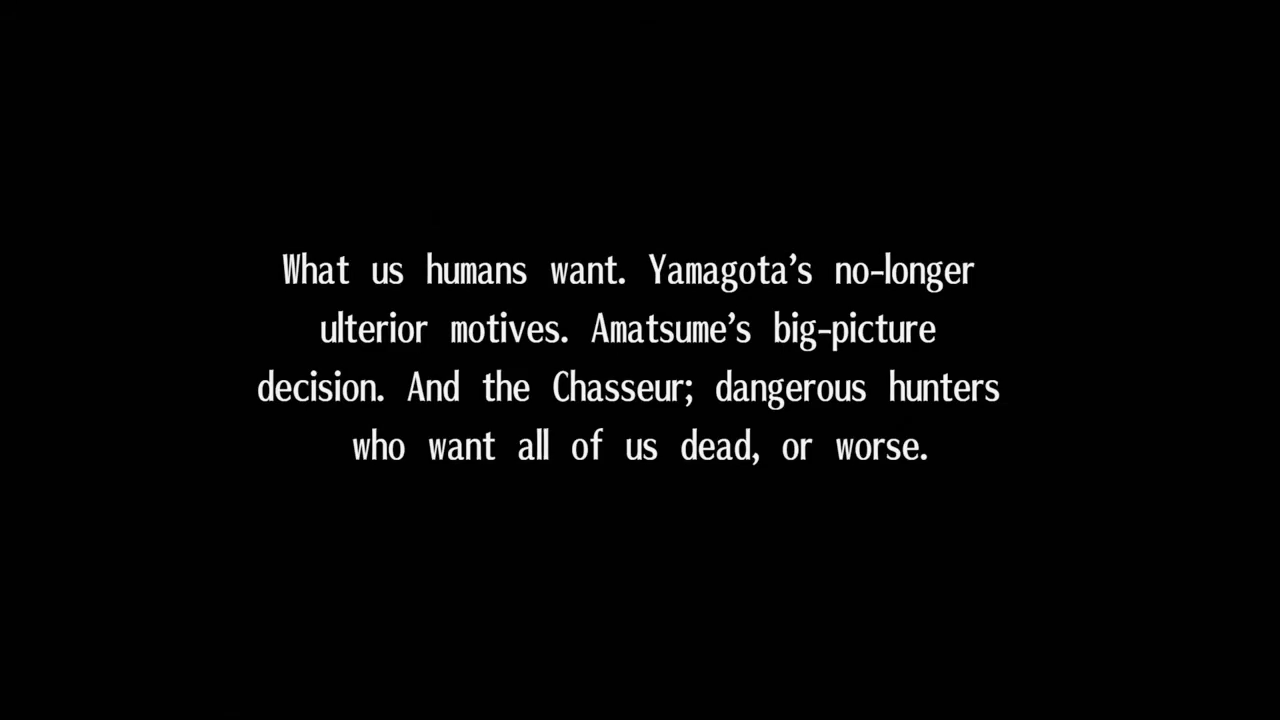 What us humans want. Yamagota’s no-longer
ulterior motives. Amatsume’s big-picture
decision. And the Chasseur; dangerous hunters
who want all of us dead, or worse.